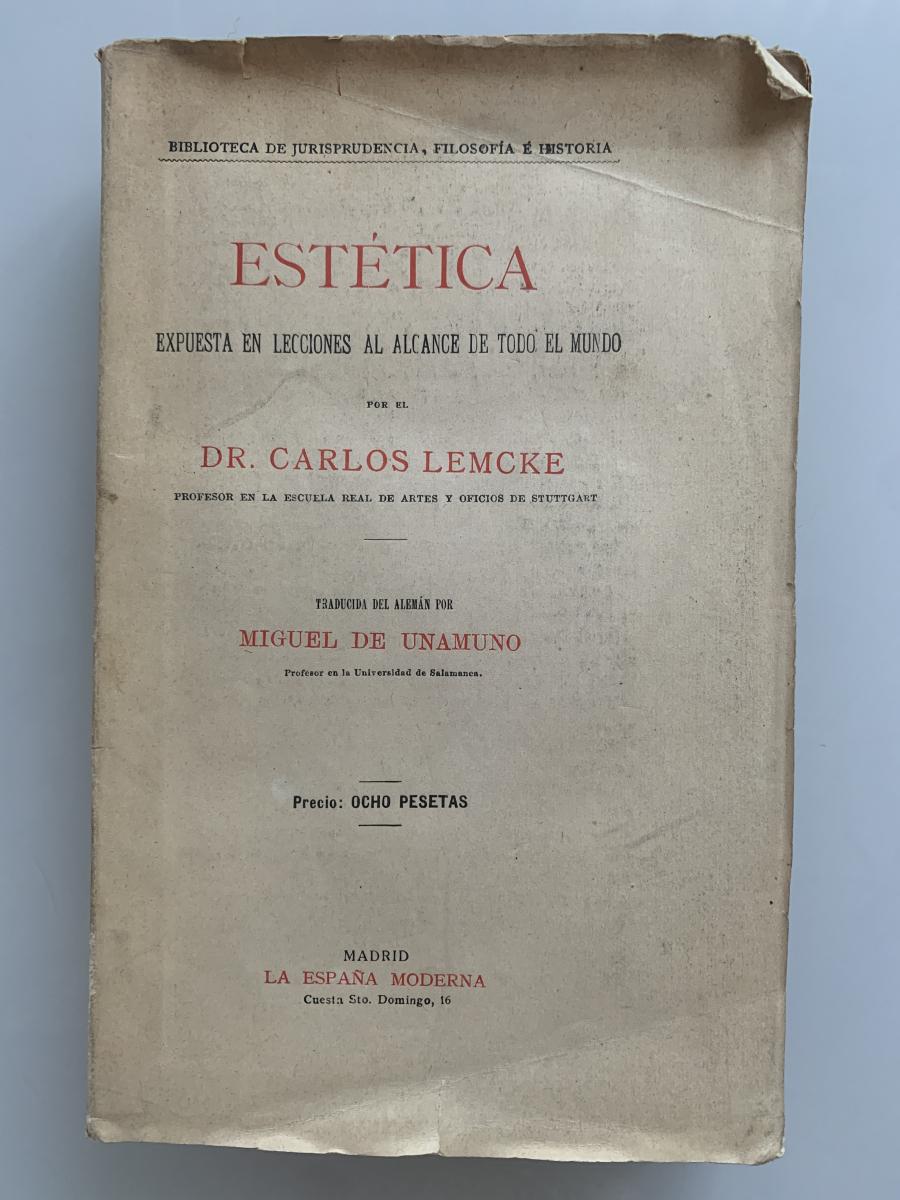 BIBLIOTECA DE JURISPRUDENCIA, FILOSOFÍA É HISTORIA
ESTÉTICA
EXPUESTA EN LECCIONES AL ALCANCE DE TODO EL MUNDO
POR EL
DR. CARLOS LEMCKE
PROFESOR EN LA ESCUELA REAL DE ARTES Y OFICIOS DE STUTTGART
TRADUCIDA DEL ALEMÁN POR
MIGUEL DE UNAMUNO
Profesor en la Universidad de Salamanca.
Precio: OCHO PESETAS
MADRID
LA ESPAÑA MODERNA
Cuesta Sto. Domingo, 16